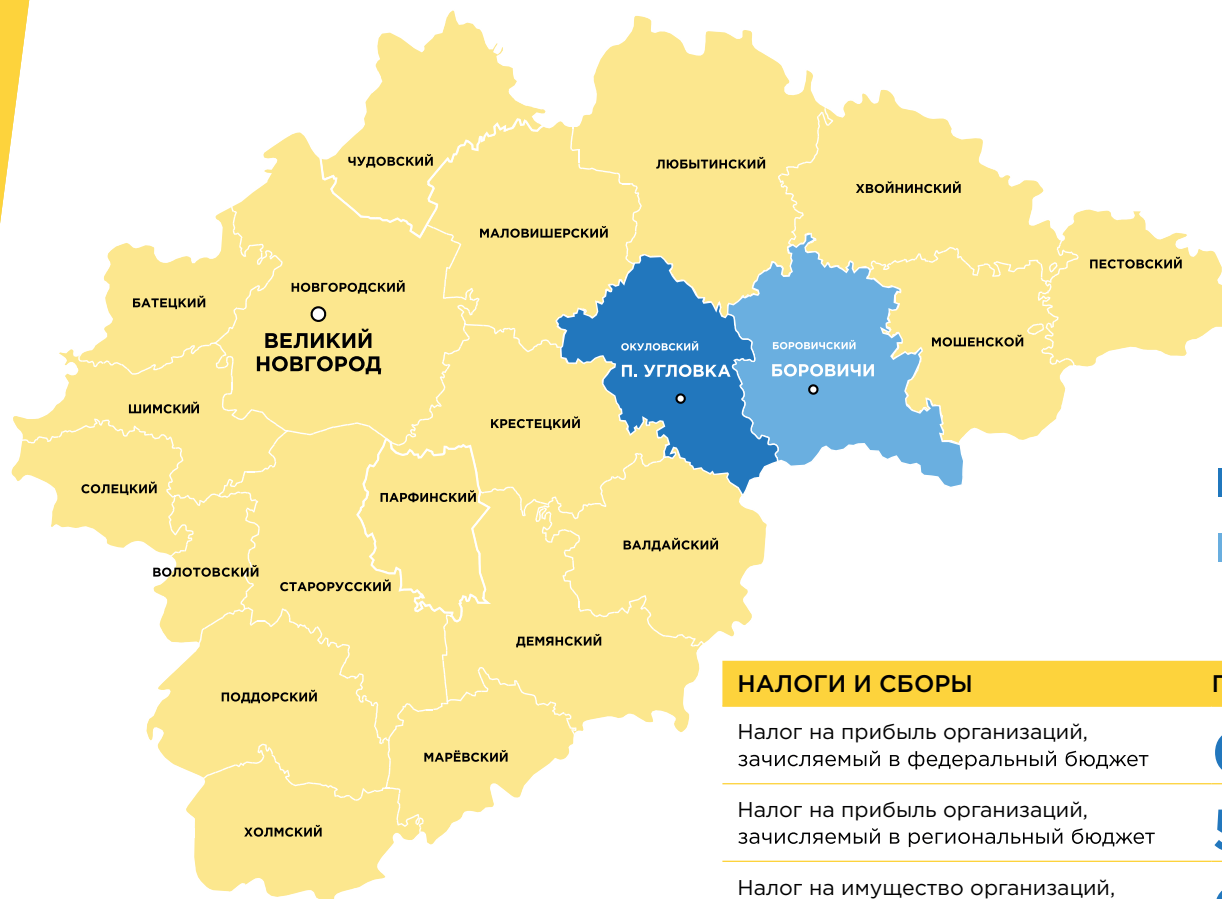 ЧУДОВСКИЙ
ЛЮБЫТИНСКИЙ
ХВОЙНИНСКИЙ
МАЛОВИШЕРСКИЙ
ПЕСТОВСКИЙ
НОВГОРОДСКИЙ
БАТЕЦКИЙ
ВЕЛИКИЙ
НОВГОРОД
ОКУЛОВСКИЙ
П. УГЛОВКА
БОРОВИЧСКИЙ
БОРОВИЧИ
МОШЕНСКОЙ
ШИМСКИЙ
КРЕСТЕЦКИЙ
СОЛЕЦКИЙ
ПАРФИНСКИЙ
ВАЛДАЙСКИЙ
ВОЛОТОВСКИЙ
СТАРОРУССКИЙ
ДЕМЯНСКИЙ
ПОДДОРСКИЙ
МАРЁВСКИЙ
ХОЛМСКИЙ
НАЛОГИ И СБОРЫ
Налог на прибыль организаций,
зачисляемый в федеральный бюджет
Налог на прибыль организаций,
зачисляемый в региональный бюджет
Налог на имущество организаций,